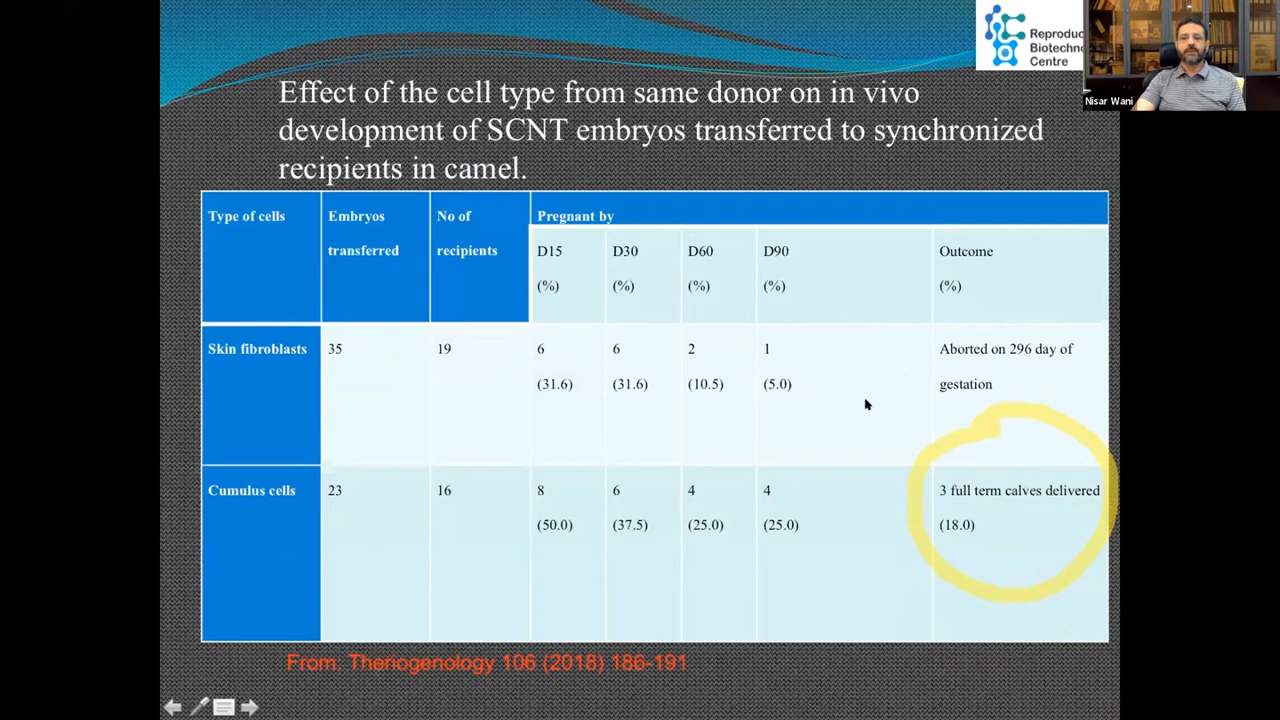 Reproduc
Biotechno
Centre
Nisar Wani
Effect of the cell type from same donor on in vivo
development of SCNT embryos transferred to synchronized
recipients in camel.
Type of cells
Embryos
transferred
No of
recipients
Pregnant by
D15
(%)
D30
(%)
D60
(%)
D90
(%)
Outcome
(%)
Skin fibroblasts
35
19
6
(31.6)
6
(31.6)
2
(10.5)
1
(5.0)
Aborted on 296 day of
gestation
Cumulus cells
23
16
8
(50.0)
6
(37.5)
4
(25.0)
4
(25.0)
3 full term calves delivered
(18.0)
From: Theriogenology 106 (2018) 186-191